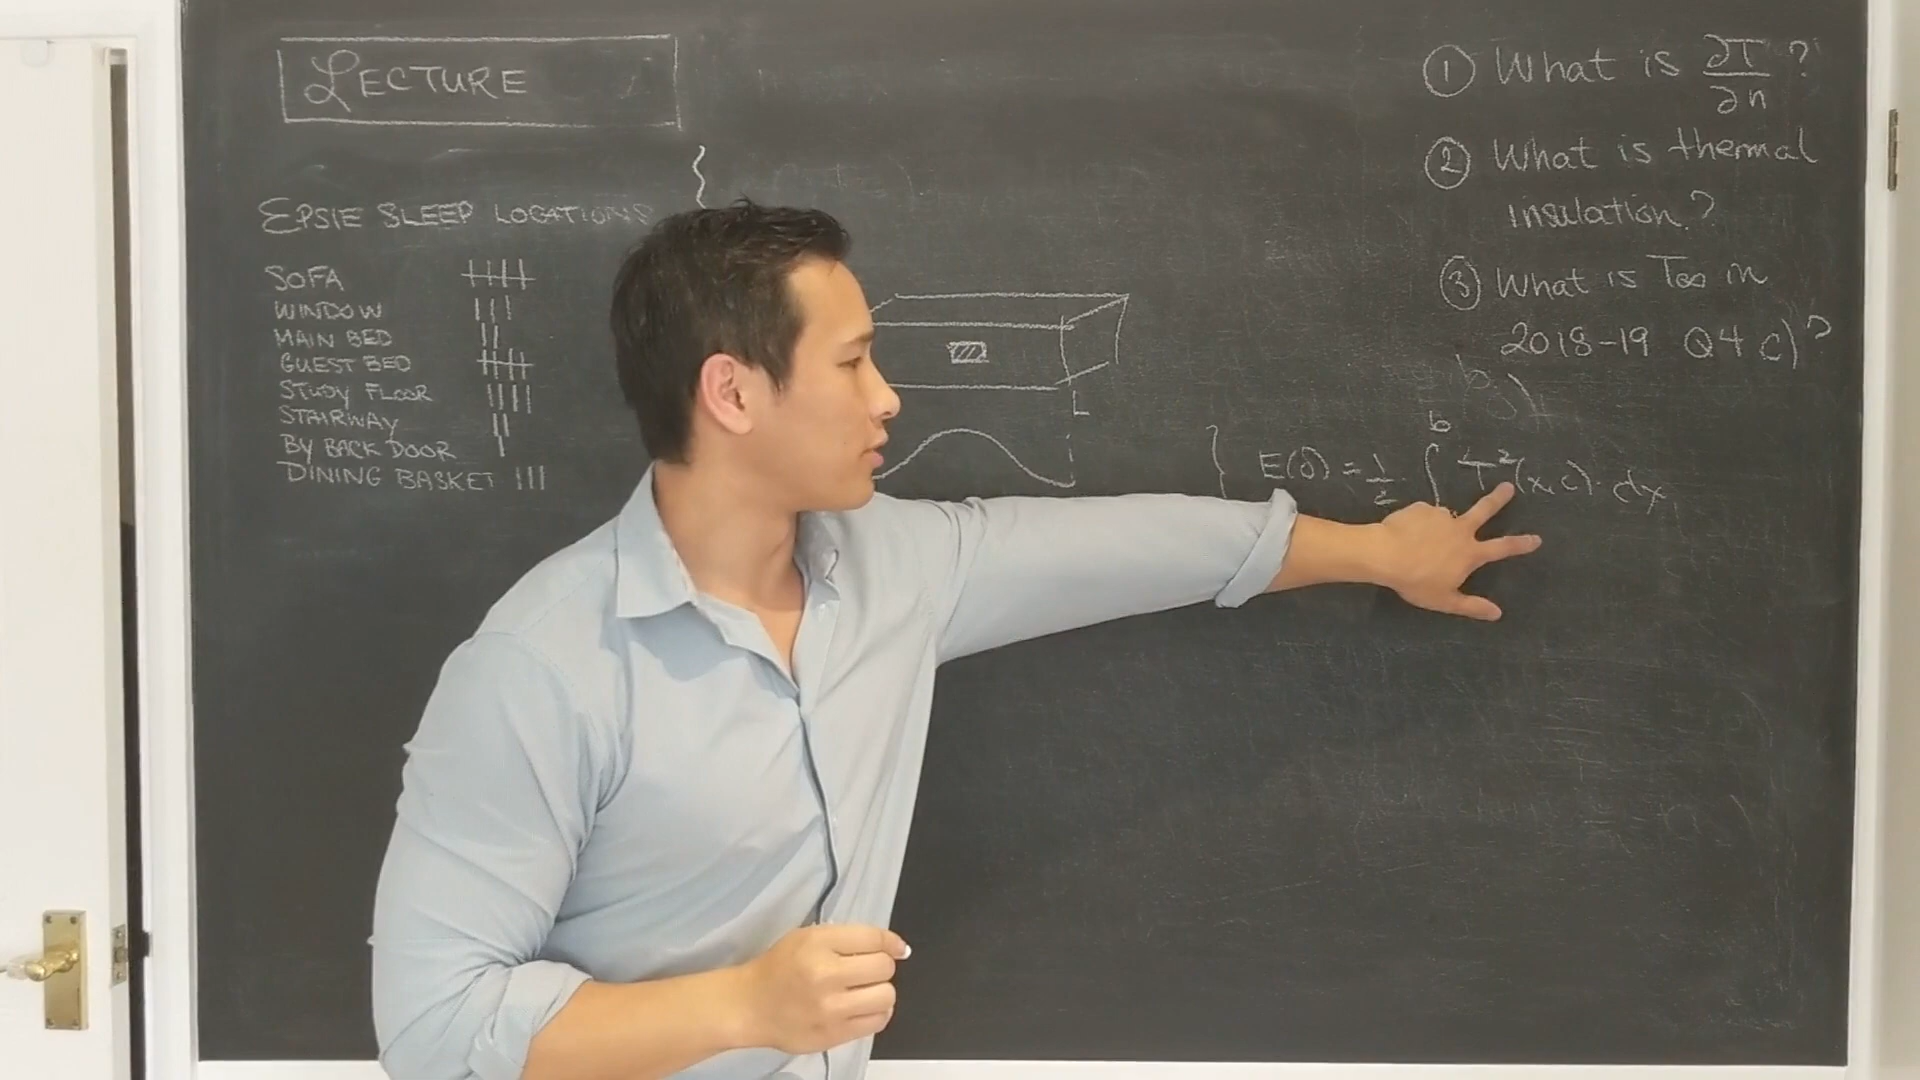 LECTURE
EPSIE SLEEP LOCATIONS
SOFA
WINDOW
MAIN BED
GUEST BED
STUDY FLOOR
STAIRWAY
BY BACK DOOR
DINING BASKET
L
① What is ∂T/∂n ?
② What is thermal
insulation?
③ What is T∞ in
2018-19 Q4 c)?
b
E(0) = 1/2 · ∫ T²(x, c) · dx